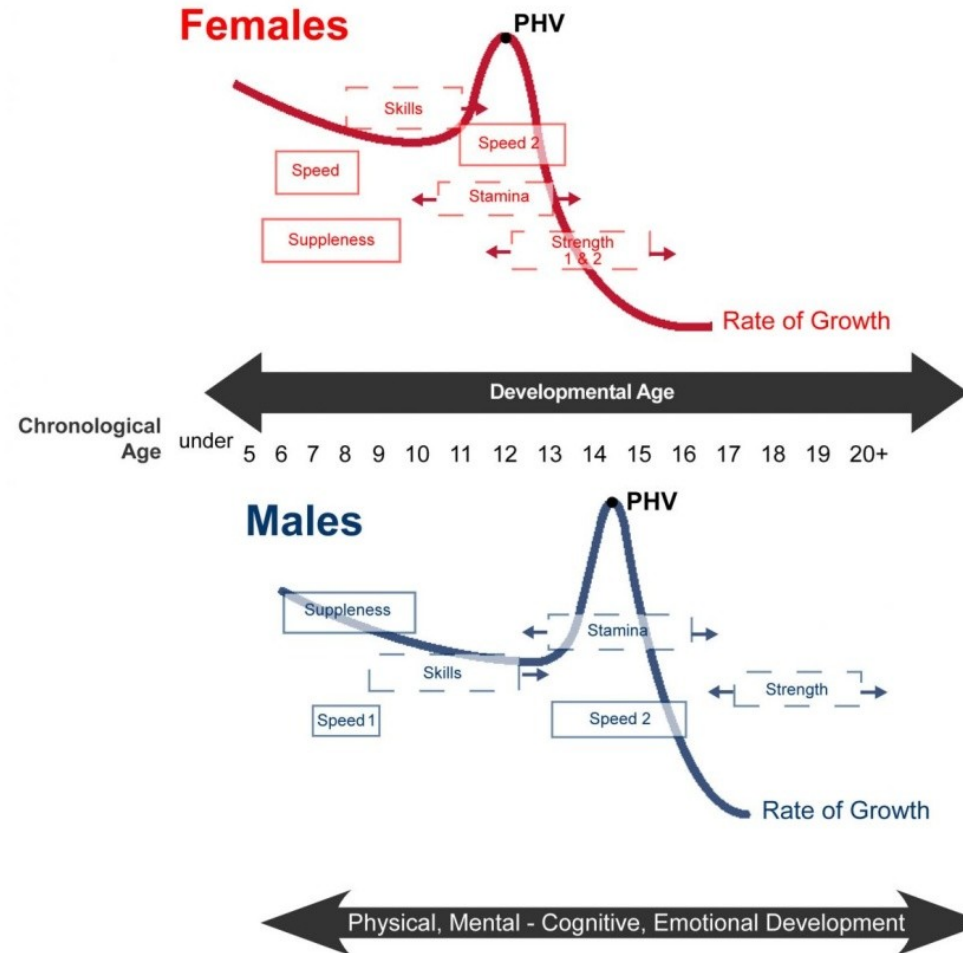 Females
PHV
Skills
Speed 2
Speed
Stamina
Suppleness
Strength
1 & 2
Rate of Growth
Developmental Age
Chronological
Age
under 5 6 7 8 9 10 11 12 13 14 15 16 17 18 19 20+
Males
PHV
Suppleness
Stamina
Skills
Strength
Speed 1
Speed 2
Rate of Growth
Physical, Mental - Cognitive, Emotional Development